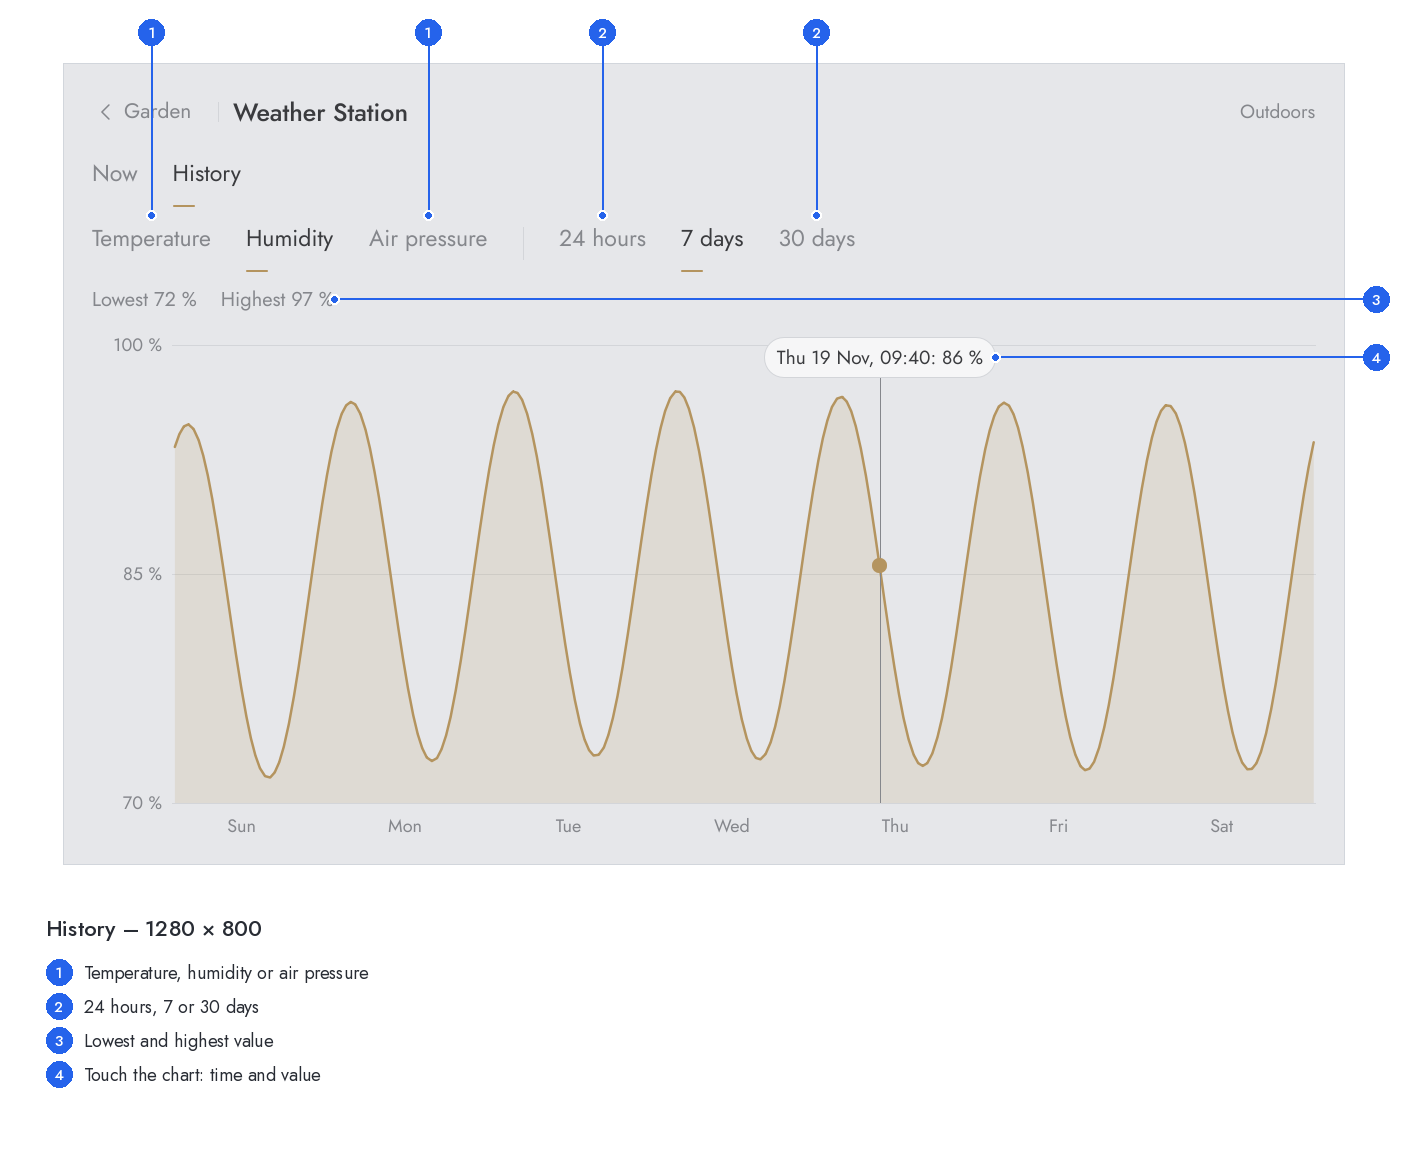 1 1 2 2
Garden Weather Station Outdoors
Now History
Temperature Humidity Air pressure 24 hours 7 days 30 days
Lowest 72 % Highest 97 % 3
100 %
Thu 19 Nov, 09:40: 86 % 4
85 %
70 %
Sun Mon Tue Wed Thu Fri Sat
History – 1280 × 800
1 Temperature, humidity or air pressure
2 24 hours, 7 or 30 days
3 Lowest and highest value
4 Touch the chart: time and value